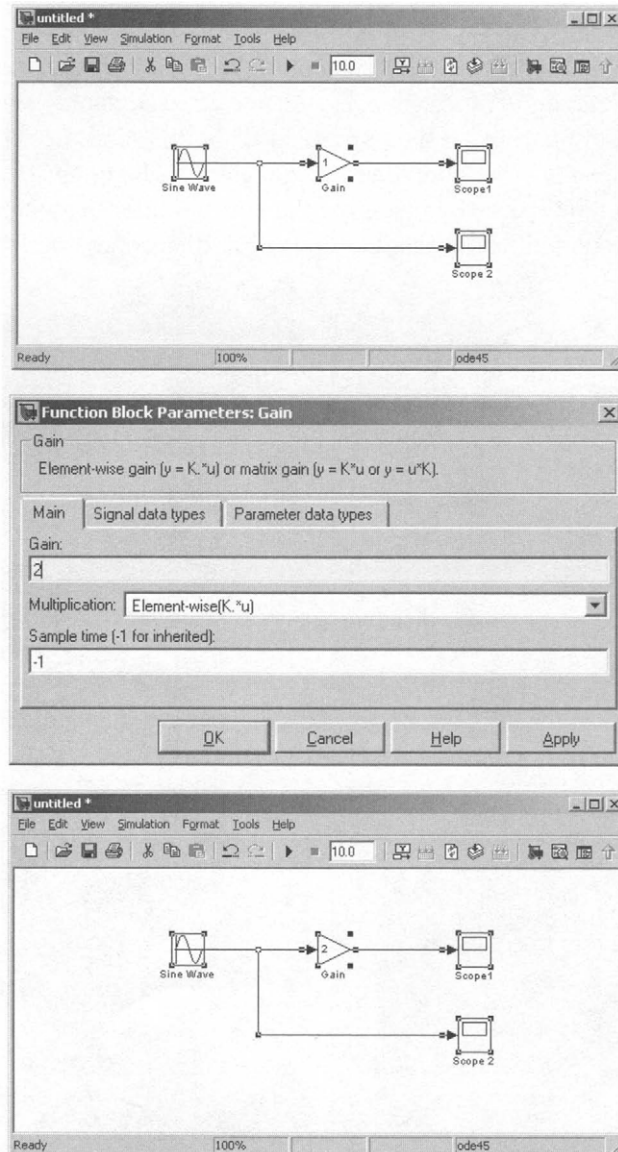 untitled *
File Edit View Simulation Format Tools Help
10.0
1
Sine Wave Gain Scope1
Scope 2
Ready 100% ode45
Function Block Parameters: Gain
Gain
Element-wise gain (y = K.*u) or matrix gain (y = K*u or y = u*K).
Main Signal data types Parameter data types
Gain:
2
Multiplication: Element-wise(K.*u)
Sample time (-1 for inherited):
-1
OK Cancel Help Apply
untitled *
File Edit View Simulation Format Tools Help
10.0
2
Sine Wave Gain Scope1
Scope 2
Ready 100% ode45